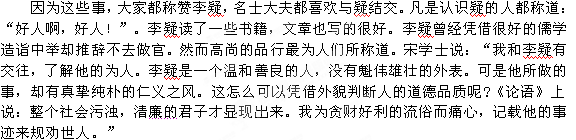 因为这些事，大家都称赞李疑，名士大夫都喜欢与疑结交。凡是认识疑的人都称道：
“好人啊，好人！”。李疑读了一些书籍，文章也写的很好。李疑曾经凭借很好的儒学
造诣中举却推辞不去做官。然而高尚的品行最为人们所称道。宋学士说：“我和李疑有
交往，了解他的为人。李疑是一个温和善良的人，没有魁伟雄壮的外表。可是他所做的
事，却有真挚纯朴的仁义之风。这怎么可以凭借外貌判断人的道德品质呢？《论语》上
说：整个社会污浊，清廉的君子才显现出来。我为贪财好利的流俗而痛心，记载他的事
迹来规劝世人。”